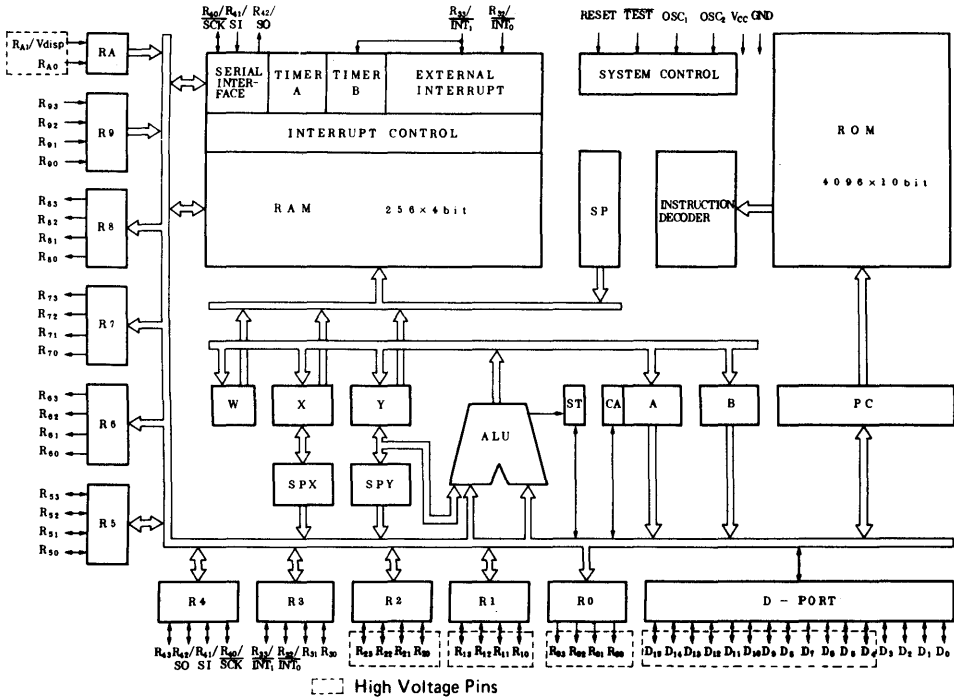 R40/SCK R41/SI R42/SO R33/INT1 R32/INT0
RESET TEST OSC1 OSC2 VCC GND
RA1/Vdisp
RA0
RA
R93
R92
R91
R90
R9
R83
R82
R81
R80
R8
R73
R72
R71
R70
R7
R63
R62
R61
R60
R6
R53
R52
R51
R50
R5
SERIAL INTER-FACE
TIMER A
TIMER B
EXTERNAL INTERRUPT
INTERRUPT CONTROL
RAM 256×4bit
SYSTEM CONTROL
SP
INSTRUCTION DECODER
ROM
4096×10bit
W
X
Y
ALU
ST
CA
A
B
PC
SPX
SPY
R4
R3
R2
R1
R0
D-PORT
R43 R42/SO R41/SI R40/SCK
R33/INT1 R32/INT0 R31 R30
R23 R22 R21 R20
R13 R12 R11 R10
R03 R02 R01 R00
D15 D14 D13 D12 D11 D10 D9 D8 D7 D6 D5 D4 D3 D2 D1 D0
High Voltage Pins